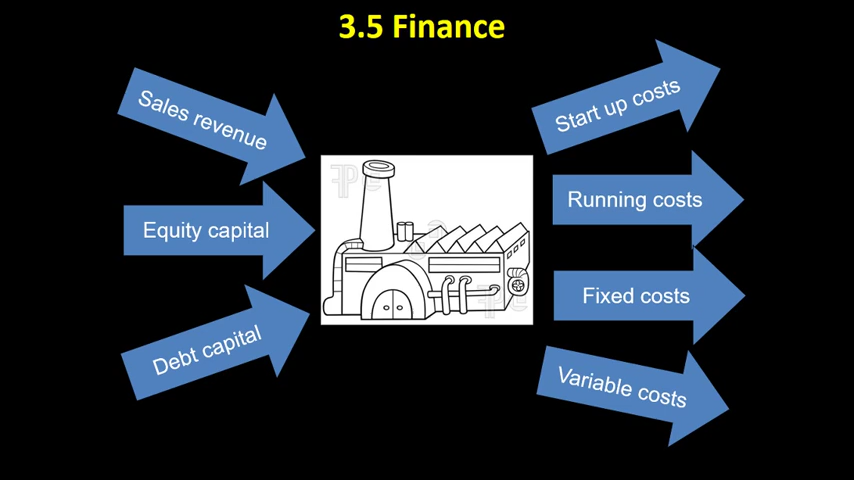 3.5 Finance
Sales revenue
Equity capital
Debt capital
Start up costs
Running costs
Fixed costs
Variable costs